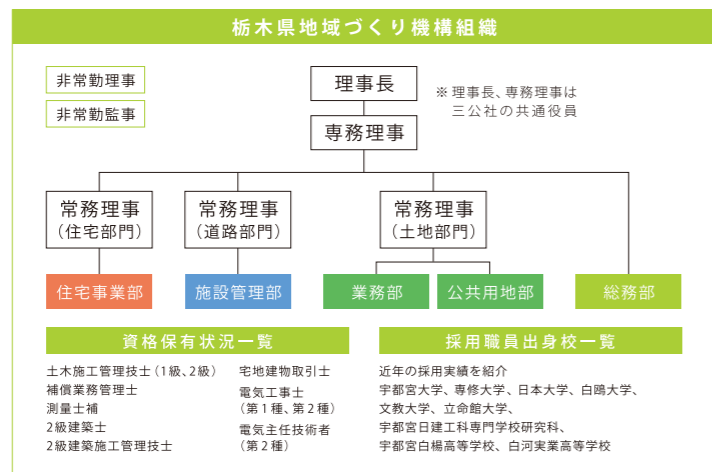 栃木県地域づくり機構組織
非常勤理事
非常勤監事
理事長
専務理事
※ 理事長、専務理事は
三公社の共通役員
常務理事
（住宅部門）
常務理事
（道路部門）
常務理事
（土地部門）
住宅事業部
施設管理部
業務部
公共用地部
総務部
資格保有状況一覧
土木施工管理技士（1級、2級）
補償業務管理士
測量士補
2級建築士
2級建築施工管理技士
宅地建物取引士
電気工事士
（第1種、第2種）
電気主任技術者
（第2種）
採用職員出身校一覧
近年の採用実績を紹介
宇都宮大学、専修大学、日本大学、白鴎大学、
文教大学、立命館大学、
宇都宮日建工科専門学校研究科、
宇都宮白楊高等学校、白河実業高等学校